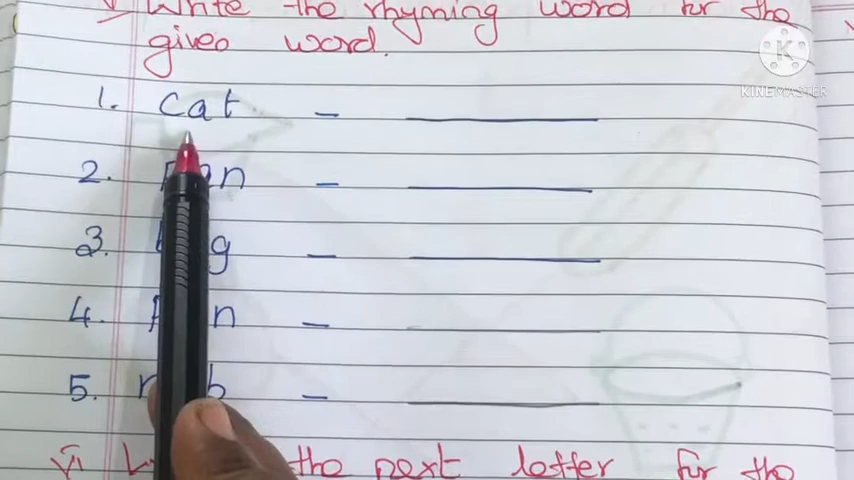 V Write the rhyming word for the
given word.
1. Cat -
2. -
3. -
4. -
5. -
vi the next letter for the
K
KINEMASTER